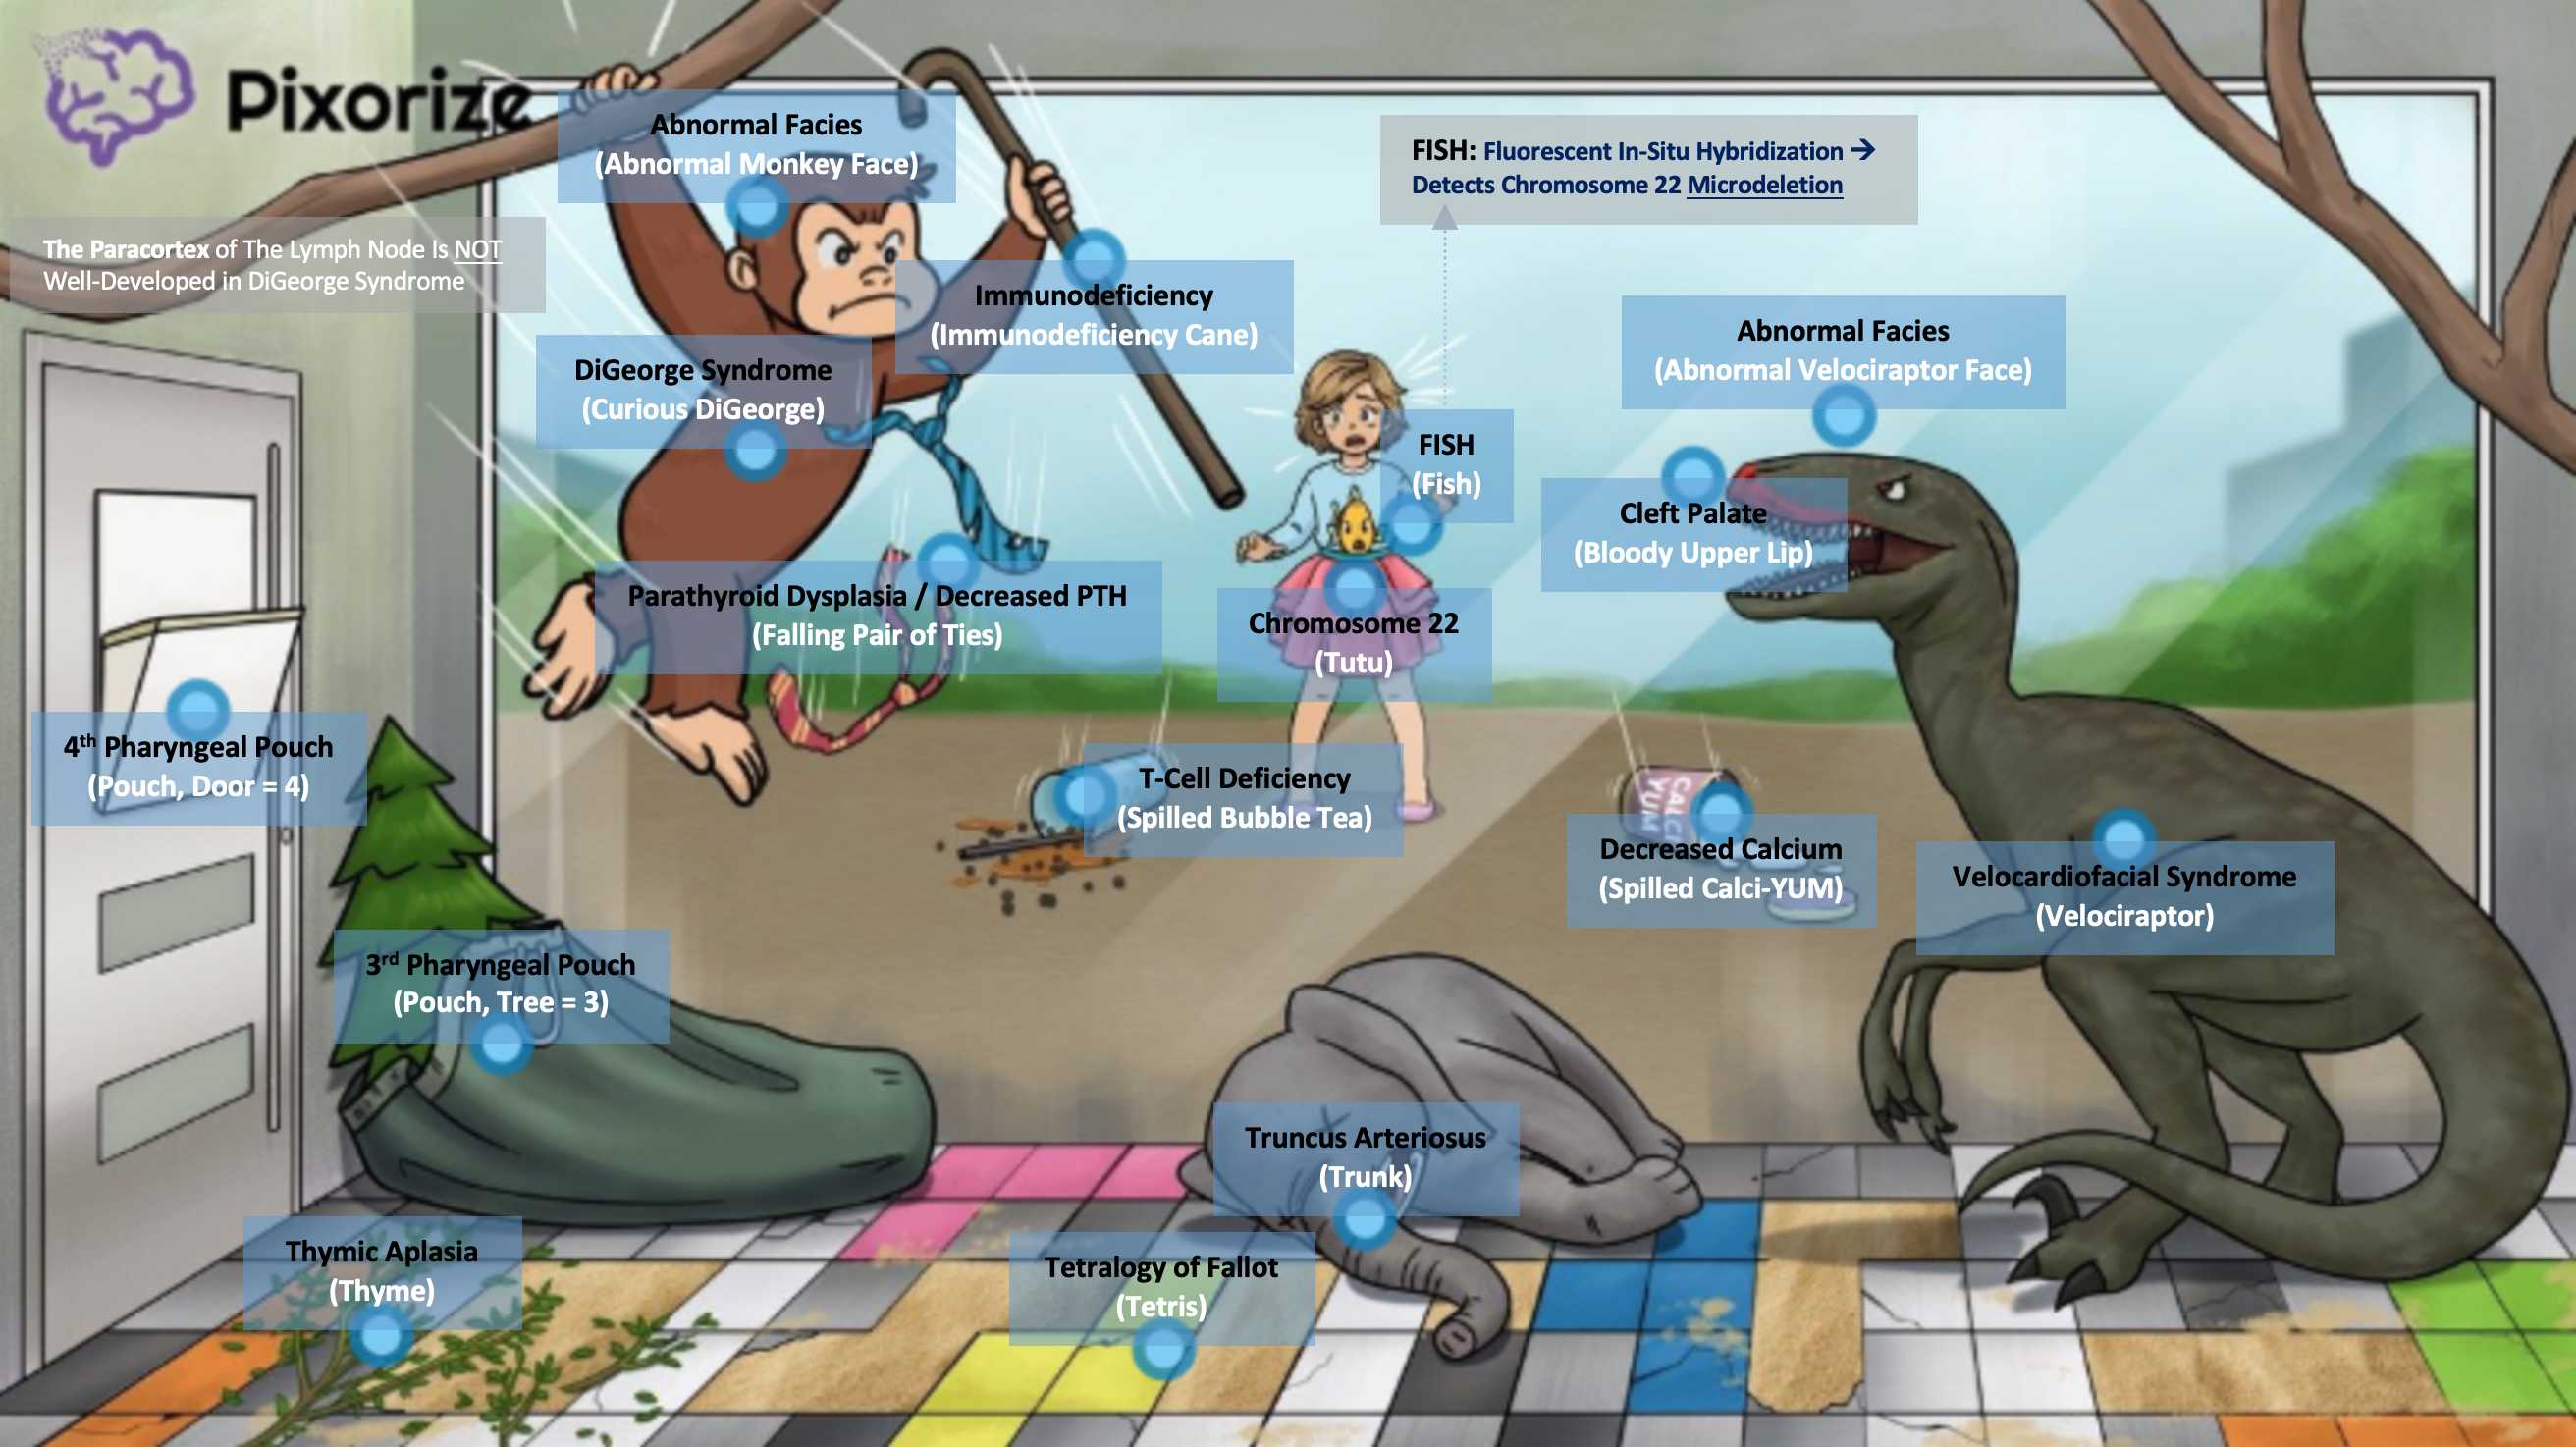 Pixorize
Abnormal Facies
(Abnormal Monkey Face)
FISH: Fluorescent In-Situ Hybridization →
Detects Chromosome 22 Microdeletion
The Paracortex of The Lymph Node Is NOT
Well-Developed in DiGeorge Syndrome
Immunodeficiency
(Immunodeficiency Cane)
Abnormal Facies
(Abnormal Velociraptor Face)
DiGeorge Syndrome
(Curious DiGeorge)
FISH
(Fish)
Cleft Palate
(Bloody Upper Lip)
Parathyroid Dysplasia / Decreased PTH
(Falling Pair of Ties)
Chromosome 22
(Tutu)
4th Pharyngeal Pouch
(Pouch, Door = 4)
T-Cell Deficiency
(Spilled Bubble Tea)
CALCI
YUM
Decreased Calcium
(Spilled Calci-YUM)
Velocardiofacial Syndrome
(Velociraptor)
3rd Pharyngeal Pouch
(Pouch, Tree = 3)
Truncus Arteriosus
(Trunk)
Thymic Aplasia
(Thyme)
Tetralogy of Fallot
(Tetris)